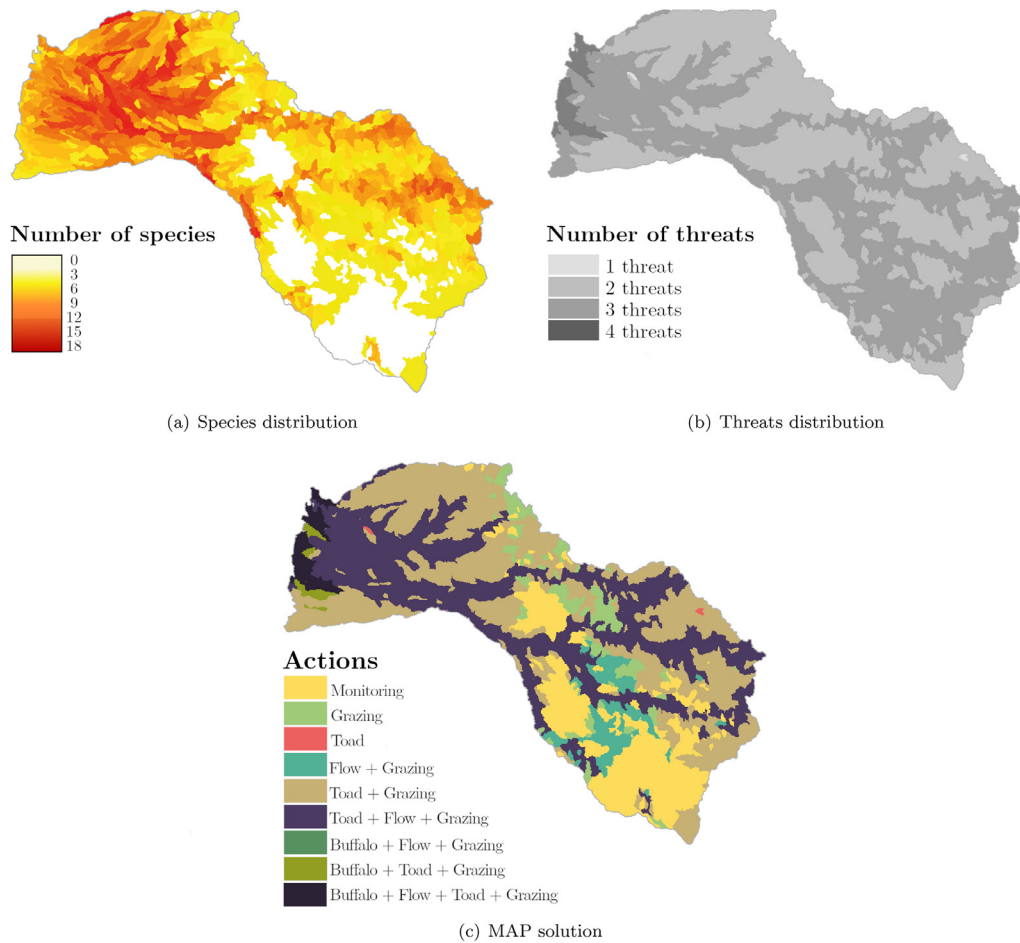 Number of species
0
3
6
9
12
15
18
(a) Species distribution
Number of threats
1 threat
2 threats
3 threats
4 threats
(b) Threats distribution
Actions
Monitoring
Grazing
Toad
Flow + Grazing
Toad + Grazing
Toad + Flow + Grazing
Buffalo + Flow + Grazing
Buffalo + Toad + Grazing
Buffalo + Flow + Toad + Grazing
(c) MAP solution